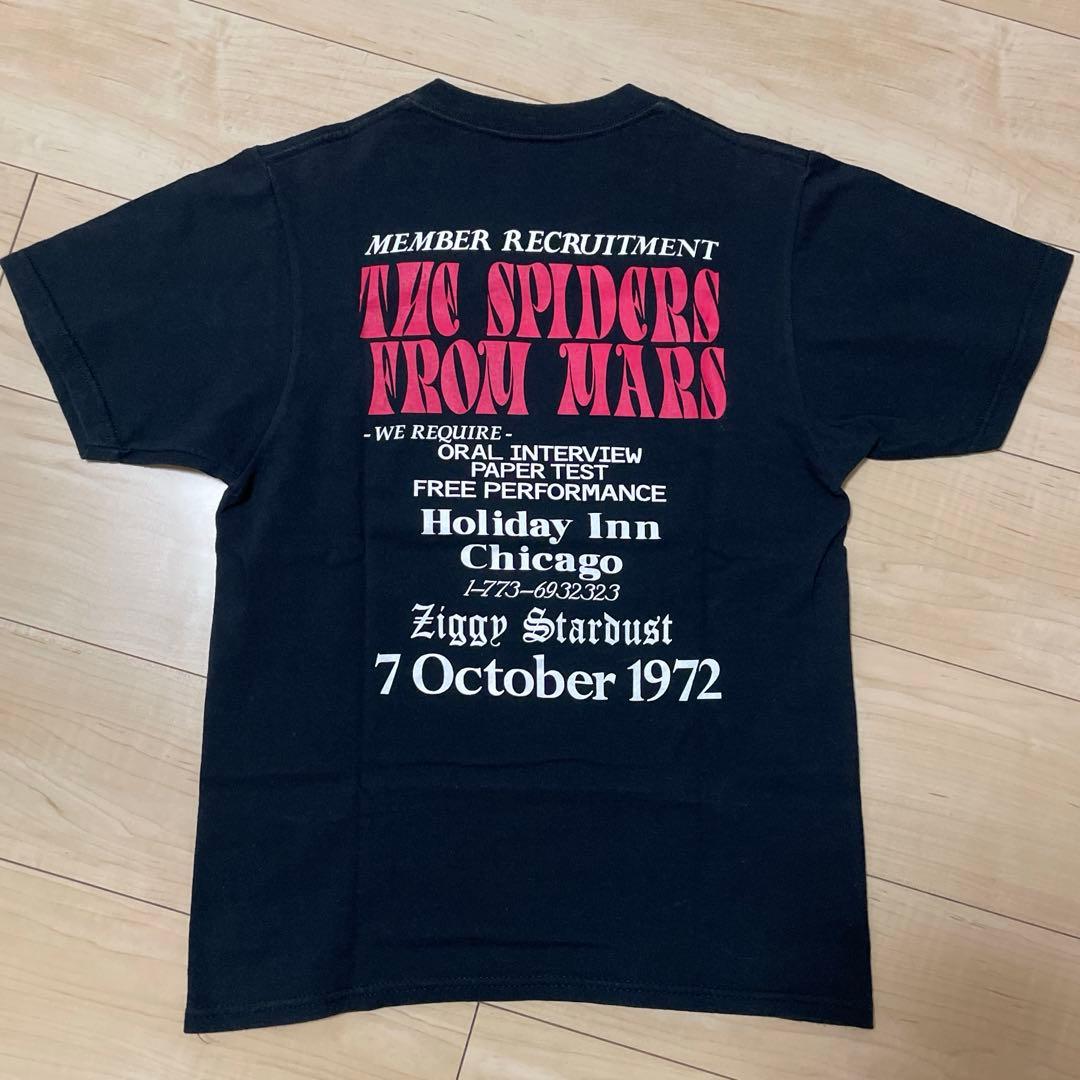 MEMBER RECRUITMENT
THE SPIDERS
FROM MARS
- WE REQUIRE -
ORAL INTERVIEW
PAPER TEST
FREE PERFORMANCE
Holiday Inn
Chicago
1-773-6932323
Ziggy Stardust
7 October 1972